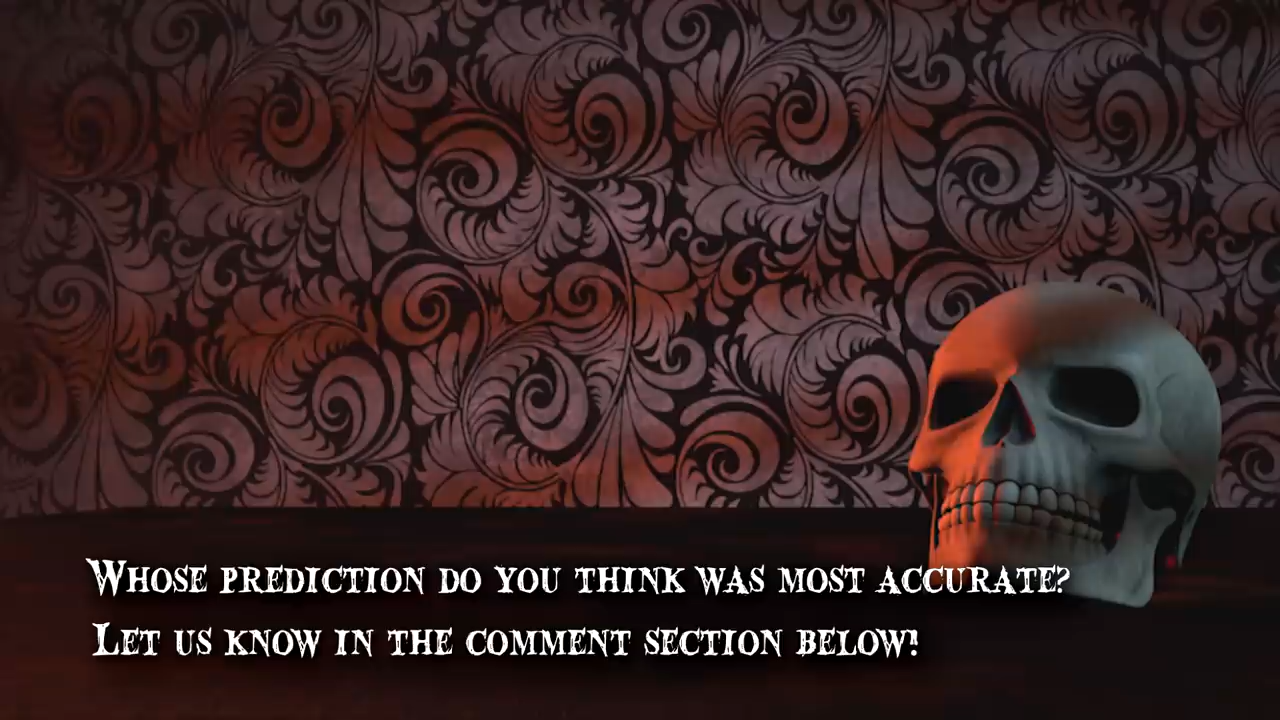 Whose prediction do you think was most accurate?
Let us know in the comment section below!